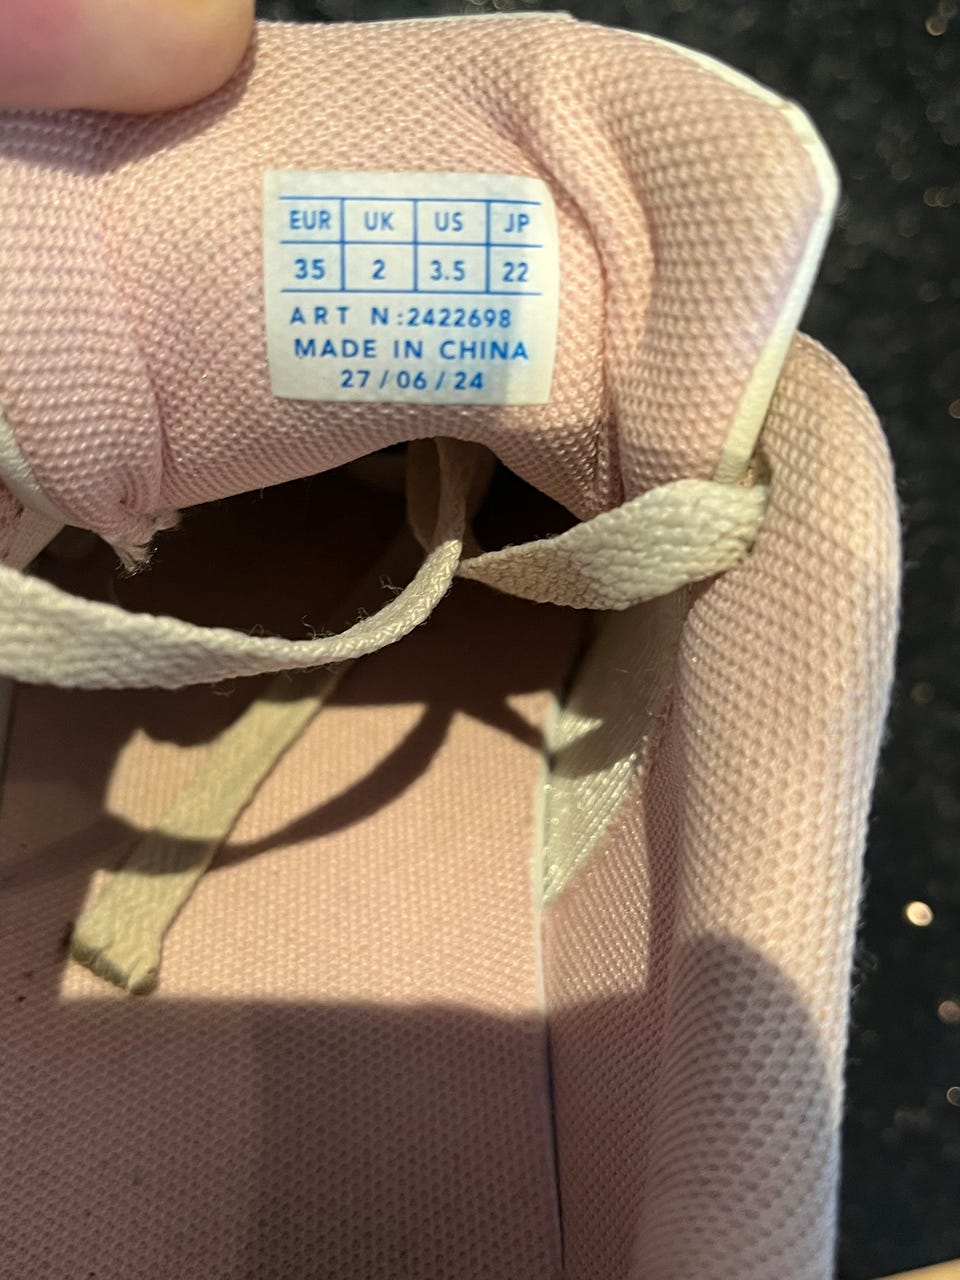 EUR UK US JP
35 2 3.5 22
ART N:2422698
MADE IN CHINA
27/06/24